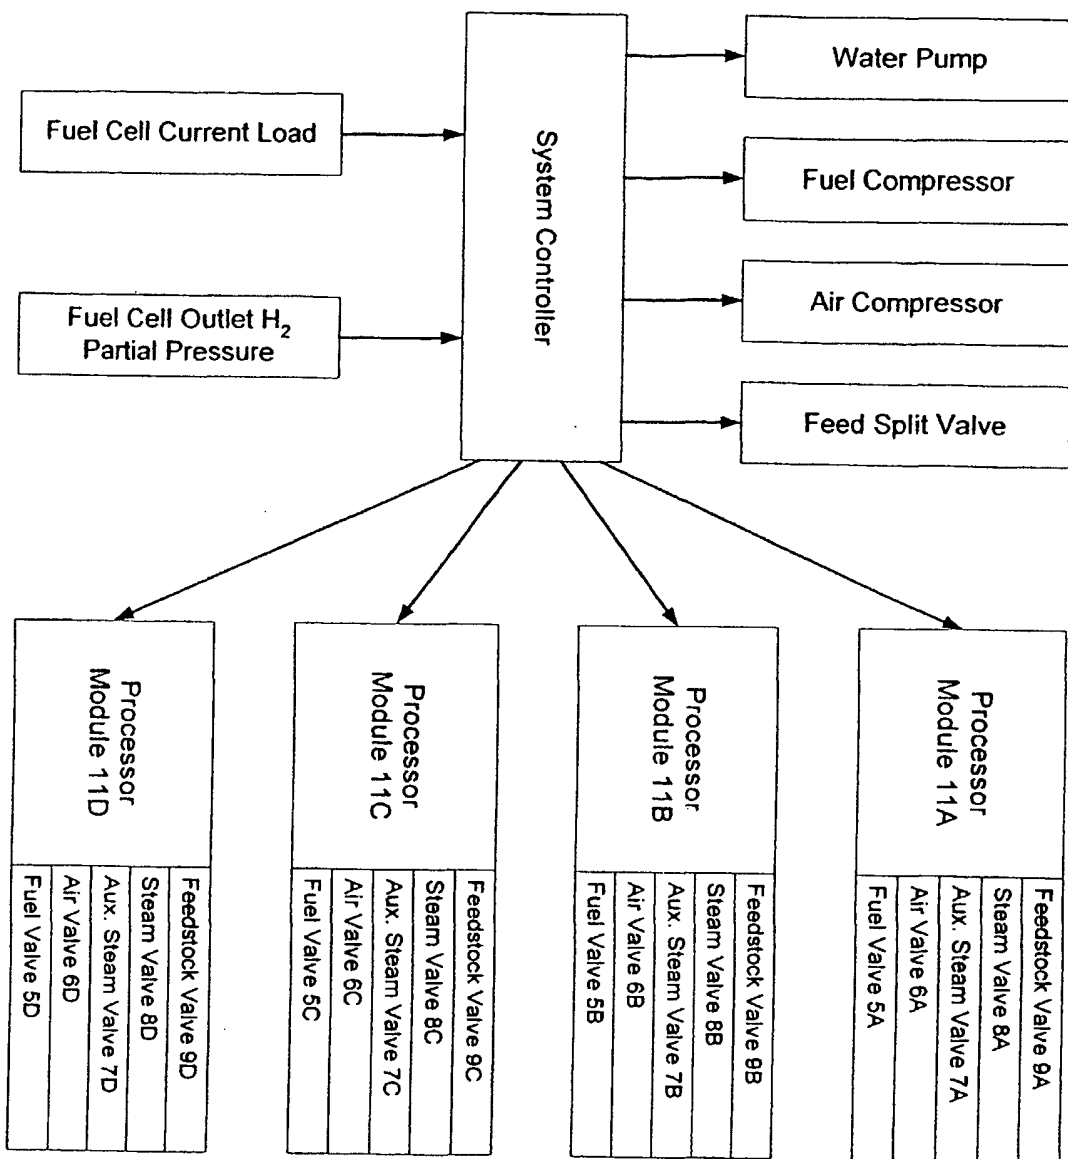 Fuel Cell Current Load
Fuel Cell Outlet H₂
Partial Pressure
System Controller
Water Pump
Fuel Compressor
Air Compressor
Feed Split Valve
Processor
Module 11D
Feedstock Valve 9D
Steam Valve 8D
Aux. Steam Valve 7D
Air Valve 6D
Fuel Valve 5D
Processor
Module 11C
Feedstock Valve 9C
Steam Valve 8C
Aux. Steam Valve 7C
Air Valve 6C
Fuel Valve 5C
Processor
Module 11B
Feedstock Valve 9B
Steam Valve 8B
Aux. Steam Valve 7B
Air Valve 6B
Fuel Valve 5B
Processor
Module 11A
Feedstock Valve 9A
Steam Valve 8A
Aux. Steam Valve 7A
Air Valve 6A
Fuel Valve 5A